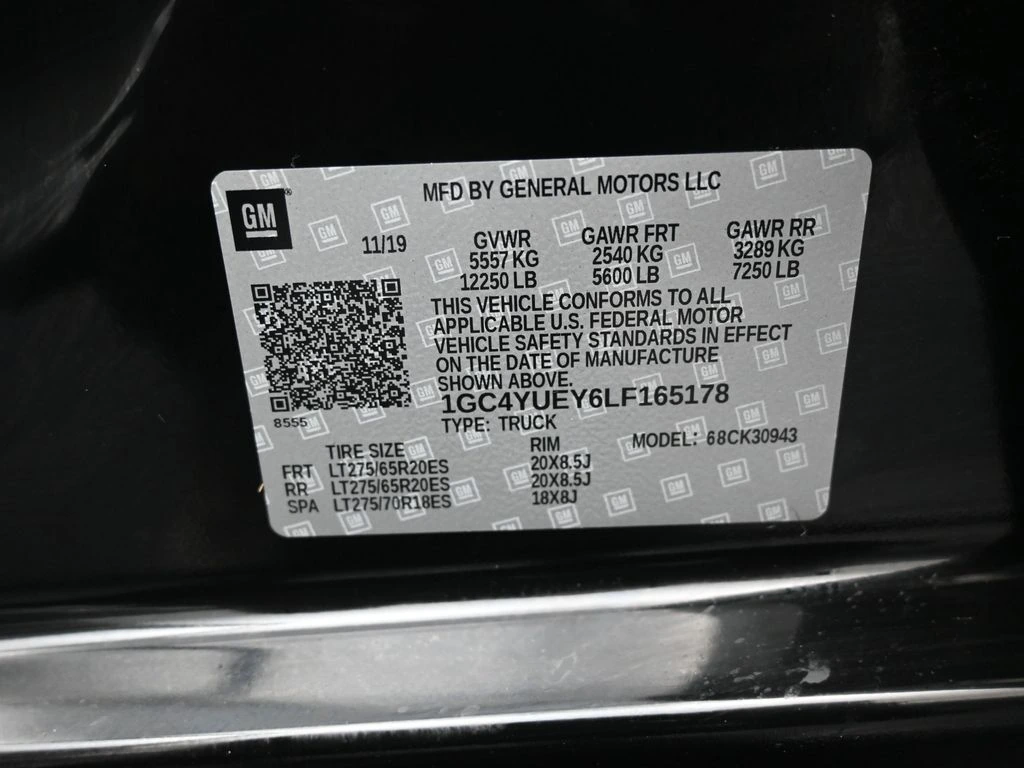 MFD BY GENERAL MOTORS LLC
GM
®
11/19
GVWR GAWR FRT GAWR RR
5557 KG 2540 KG 3289 KG
12250 LB 5600 LB 7250 LB
THIS VEHICLE CONFORMS TO ALL
APPLICABLE U.S. FEDERAL MOTOR
VEHICLE SAFETY STANDARDS IN EFFECT
ON THE DATE OF MANUFACTURE
SHOWN ABOVE.
1GC4YUEY6LF165178
8555
TYPE: TRUCK MODEL: 68CK30943
TIRE SIZE RIM
FRT LT275/65R20ES 20X8.5J
RR LT275/65R20ES 20X8.5J
SPA LT275/70R18ES 18X8J